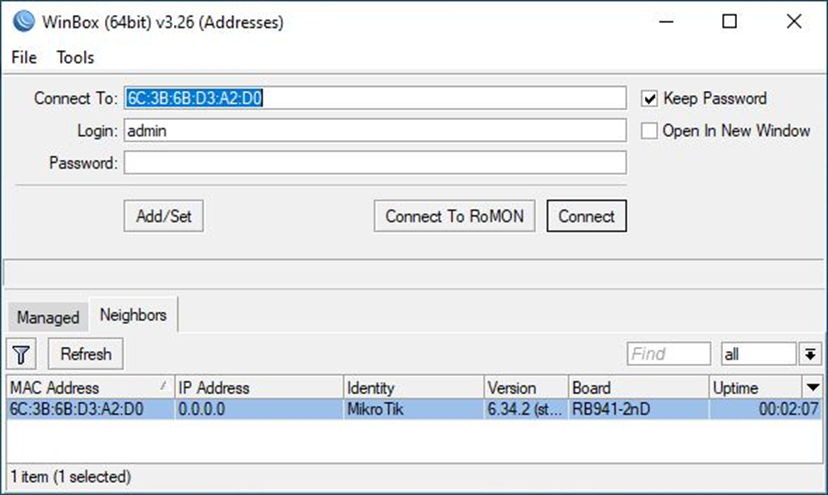 WinBox (64bit) v3.26 (Addresses)
File Tools
Connect To: 6C:3B:6B:D3:A2:D0 Keep Password
Login: admin Open In New Window
Password:
Add/Set Connect To RoMON Connect
Managed Neighbors
Refresh Find all
MAC Address IP Address Identity Version Board Uptime
6C:3B:6B:D3:A2:D0 0.0.0.0 MikroTik 6.34.2 (st... RB941-2nD 00:02:07
1 item (1 selected)